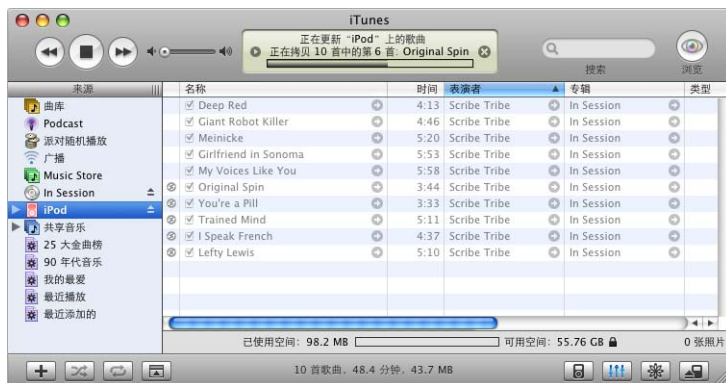 iTunes
正在更新 “iPod” 上的歌曲
正在拷贝 10 首中的第 6 首: Original Spin
搜索
浏览
来源
名称 时间 表演者 专辑 类型
曲库
Podcast
派对随机播放
广播
Music Store
In Session
iPod
共享音乐
25 大金曲榜
90 年代音乐
我的最爱
最近播放
最近添加的
Deep Red 4:13 Scribe Tribe In Session
Giant Robot Killer 4:46 Scribe Tribe In Session
Meinicke 5:20 Scribe Tribe In Session
Girlfriend in Sonoma 5:53 Scribe Tribe In Session
My Voices Like You 5:58 Scribe Tribe In Session
Original Spin 3:44 Scribe Tribe In Session
You're a Pill 3:33 Scribe Tribe In Session
Trained Mind 5:11 Scribe Tribe In Session
I Speak French 4:37 Scribe Tribe In Session
Lefty Lewis 5:10 Scribe Tribe In Session
已使用空间: 98.2 MB 可用空间: 55.76 GB 0 张照片
10 首歌曲, 48.4 分钟, 43.7 MB